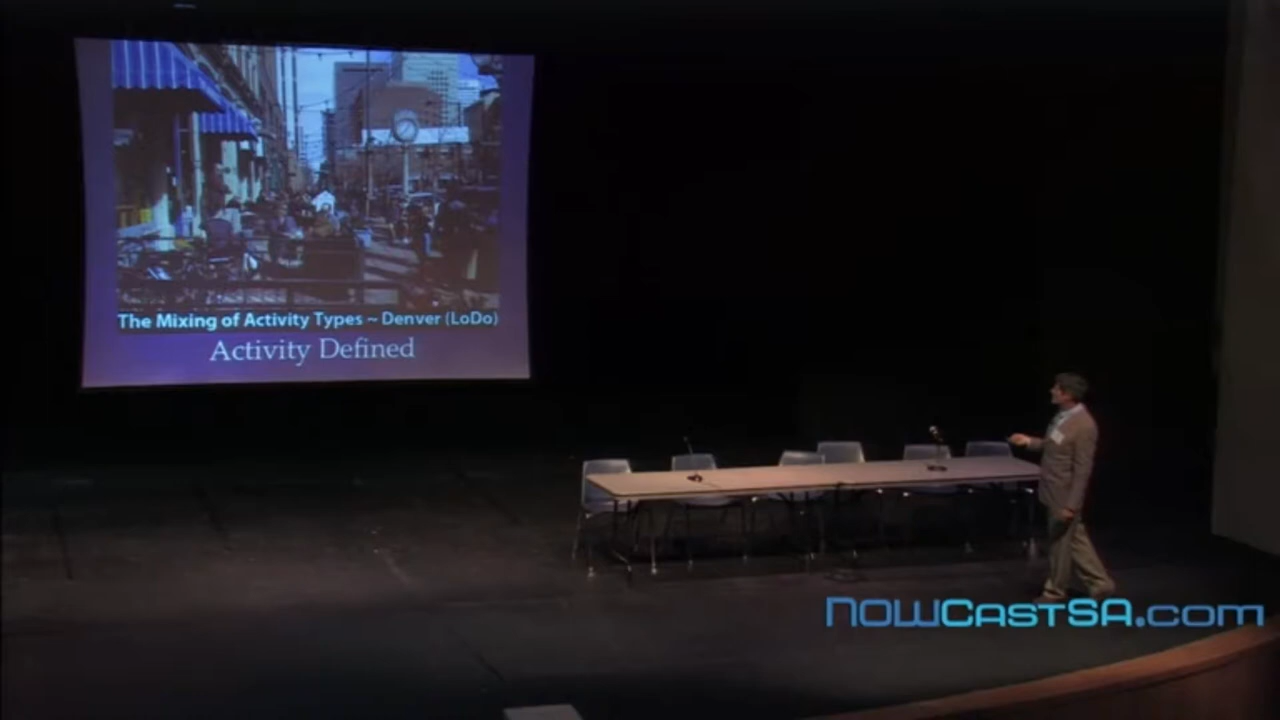 The Mixing of Activity Types ~ Denver (LoDo)
Activity Defined
NOWCastSA.com